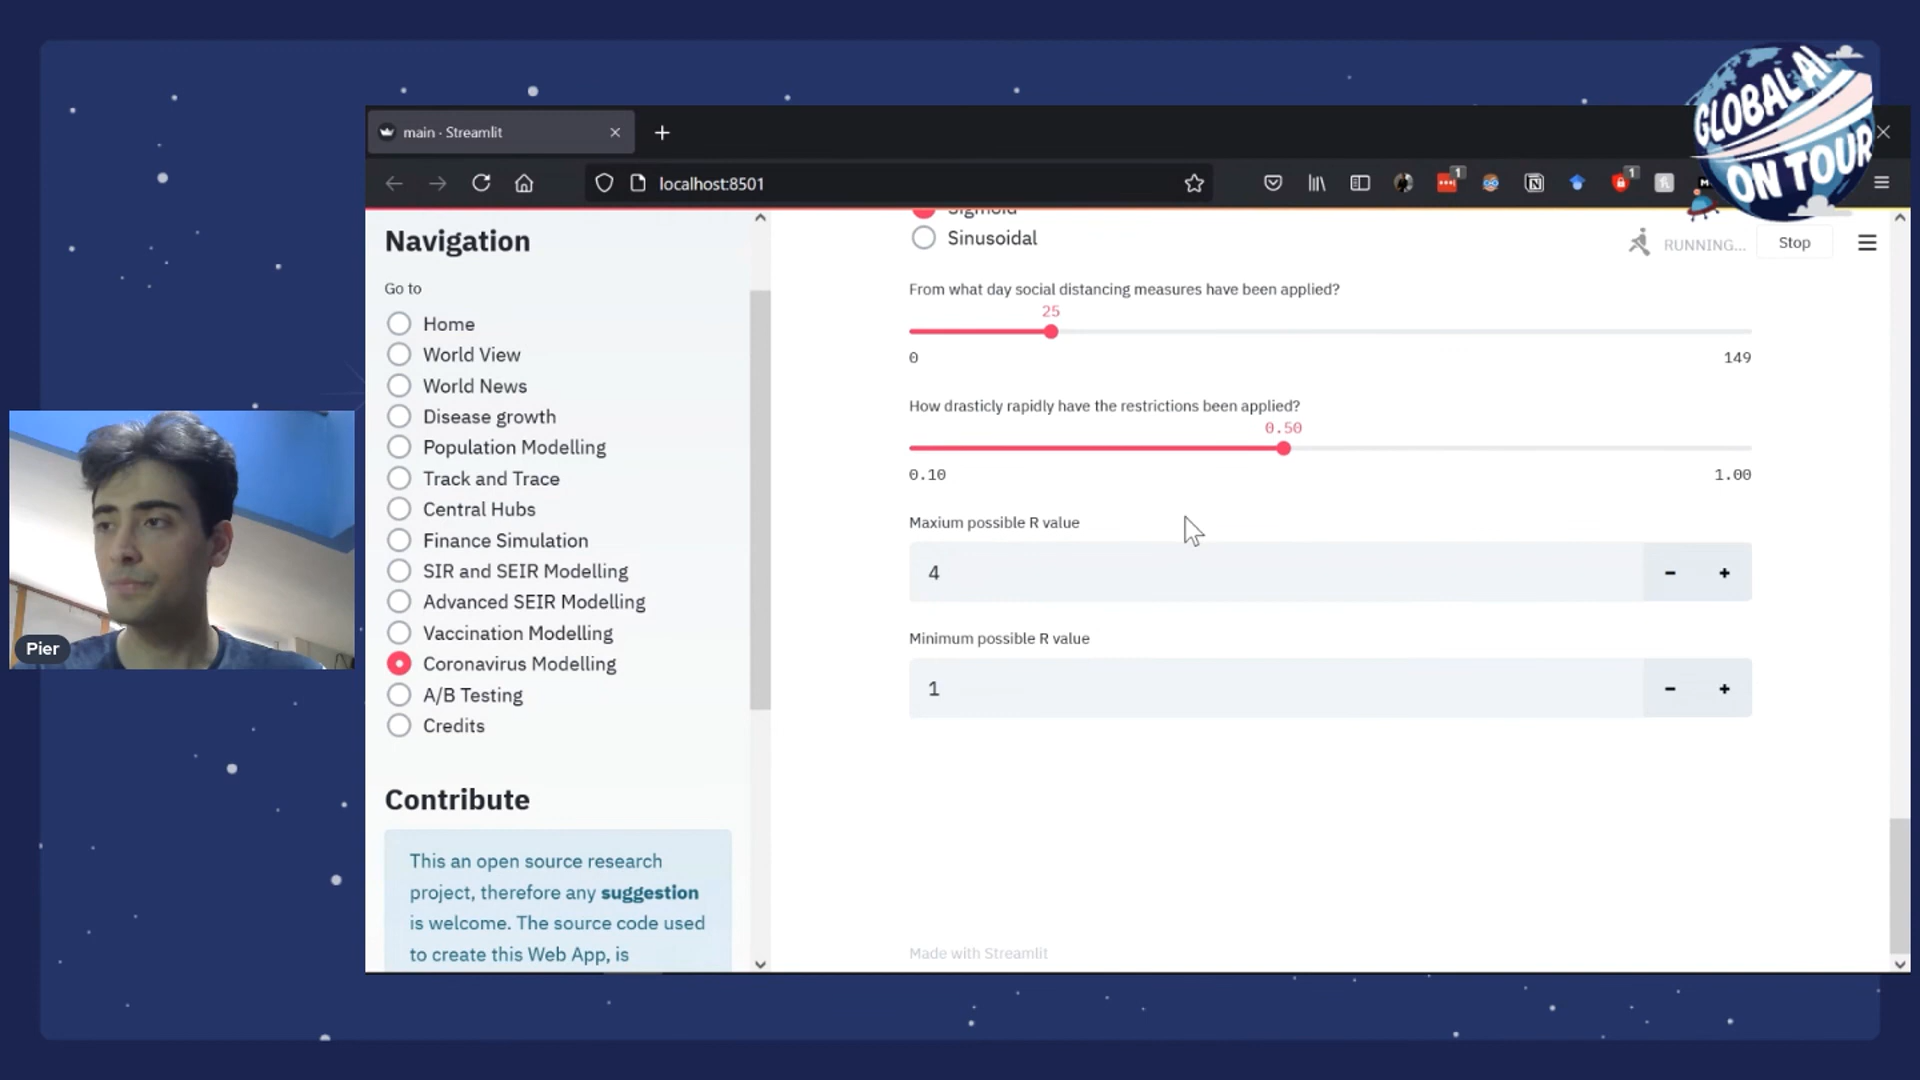 GLOBAL AI
ON TOUR
main · Streamlit
localhost:8501
1
1
Navigation
Go to
Home
World View
World News
Disease growth
Population Modelling
Track and Trace
Central Hubs
Finance Simulation
SIR and SEIR Modelling
Advanced SEIR Modelling
Vaccination Modelling
Coronavirus Modelling
A/B Testing
Credits
Contribute
This an open source research
project, therefore any suggestion
is welcome. The source code used
to create this Web App, is
Sigmoid
Sinusoidal
RUNNING...
Stop
From what day social distancing measures have been applied?
25
0
149
How drasticly rapidly have the restrictions been applied?
0.50
0.10
1.00
Maxium possible R value
4
- +
Minimum possible R value
1
- +
Made with Streamlit
Pier